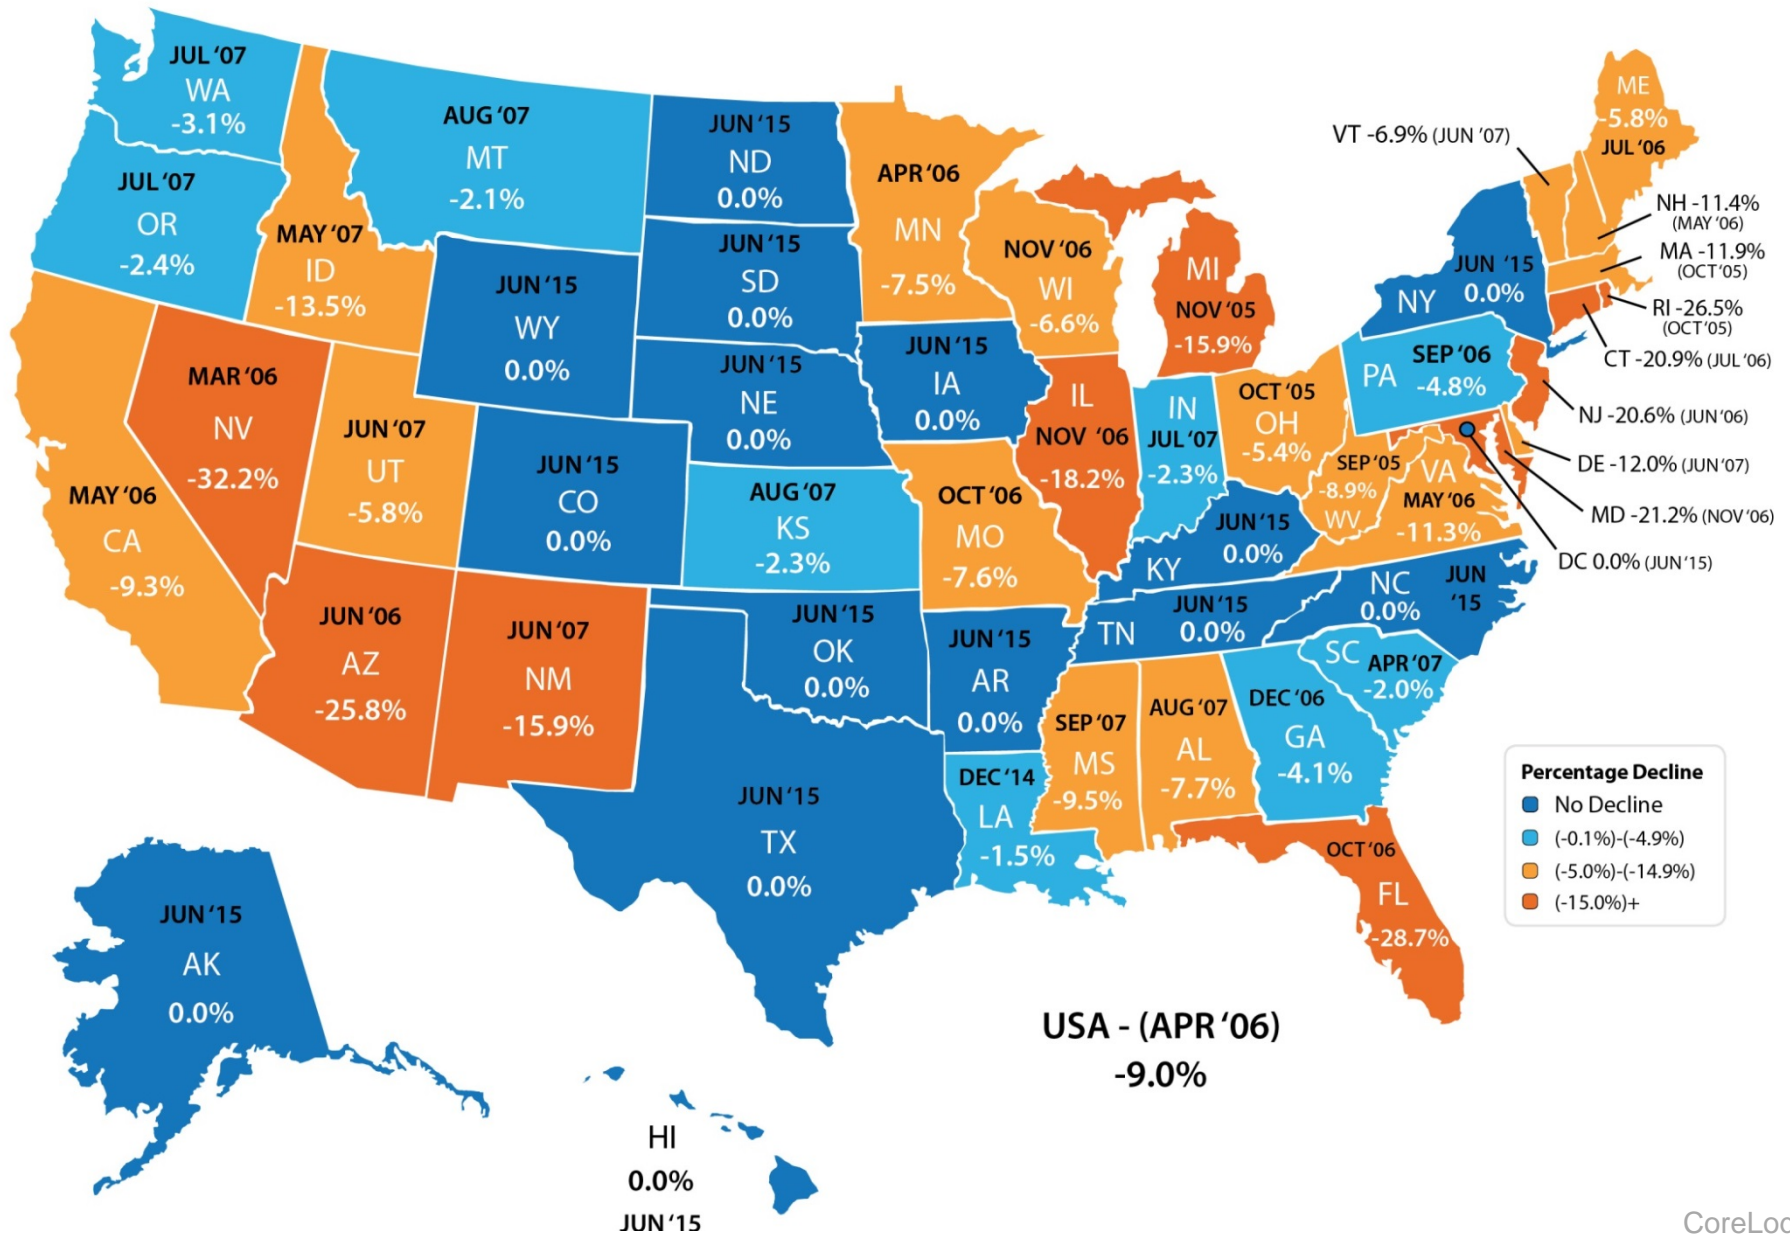 JUL ‘07
WA
-3.1%
JUL ‘07
OR
-2.4%
MAY ‘07
ID
-13.5%
AUG ‘07
MT
-2.1%
JUN ‘15
ND
0.0%
JUN ‘15
SD
0.0%
JUN ‘15
WY
0.0%
JUN ‘15
NE
0.0%
APR ‘06
MN
-7.5%
NOV ‘06
WI
-6.6%
MI
NOV ‘05
-15.9%
JUN ‘15
IA
0.0%
MAR ‘06
NV
-32.2%
JUN ‘07
UT
-5.8%
MAY ‘06
CA
-9.3%
JUN ‘15
CO
0.0%
AUG ‘07
KS
-2.3%
OCT ‘06
MO
-7.6%
IL
NOV ‘06
-18.2%
IN
JUL ‘07
-2.3%
OCT ‘05
OH
-5.4%
PA
SEP ‘06
-4.8%
JUN ‘15
NY 0.0%
ME
-5.8%
JUL ‘06
VT -6.9% (JUN ‘07)
NH -11.4%
(MAY ‘06)
MA -11.9%
(OCT‘05)
RI -26.5%
(OCT‘05)
CT -20.9% (JUL ‘06)
NJ -20.6% (JUN ‘06)
DE -12.0% (JUN ‘07)
MD -21.2% (NOV ‘06)
DC 0.0% (JUN ‘15)
SEP ‘05
-8.9%
WV
VA
MAY ‘06
-11.3%
JUN ‘15
0.0%
KY
JUN ‘15
TN 0.0%
NC
0.0%
JUN
‘15
SC
APR ‘07
-2.0%
JUN ‘06
AZ
-25.8%
JUN ‘07
NM
-15.9%
JUN ‘15
OK
0.0%
JUN ‘15
AR
0.0%
SEP ‘07
MS
-9.5%
AUG ‘07
AL
-7.7%
DEC ‘06
GA
-4.1%
DEC ‘14
LA
-1.5%
JUN ‘15
TX
0.0%
OCT ‘06
FL
-28.7%
JUN ‘15
AK
0.0%
HI
0.0%
JUN ‘15
USA - (APR ‘06)
-9.0%
Percentage Decline
No Decline
(-0.1%)-(-4.9%)
(-5.0%)-(-14.9%)
(-15.0%)+